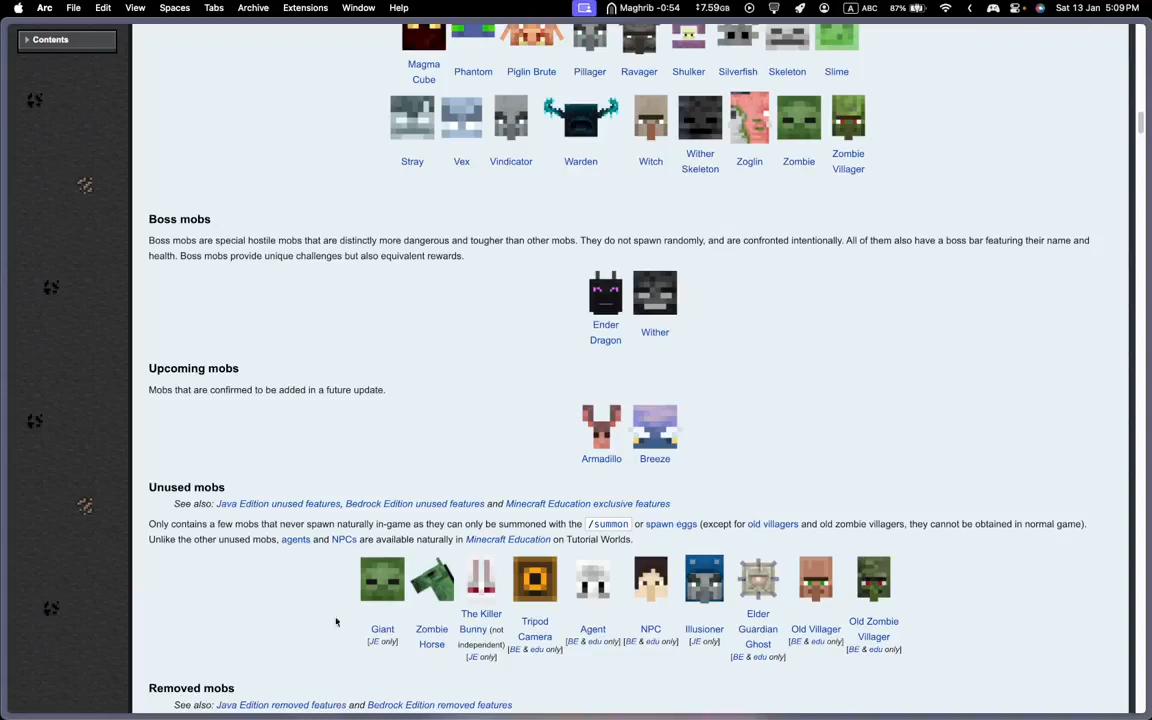 Arc File Edit View Spaces Tabs Archive Extensions Window Help Maghrib -0:54 7.59GB A ABC 87% Sat 13 Jan 5:09 PM
Contents
Magma Cube Phantom Piglin Brute Pillager Ravager Shulker Silverfish Skeleton Slime
Stray Vex Vindicator Warden Witch Wither Skeleton Zoglin Zombie Zombie Villager
Boss mobs
Boss mobs are special hostile mobs that are distinctly more dangerous and tougher than other mobs. They do not spawn randomly, and are confronted intentionally. All of them also have a boss bar featuring their name and
health. Boss mobs provide unique challenges but also equivalent rewards.
Ender Dragon Wither
Upcoming mobs
Mobs that are confirmed to be added in a future update.
Armadillo Breeze
Unused mobs
See also: Java Edition unused features, Bedrock Edition unused features and Minecraft Education exclusive features
Only contains a few mobs that never spawn naturally in-game as they can only be summoned with the /summon or spawn eggs (except for old villagers and old zombie villagers, they cannot be obtained in normal game).
Unlike the other unused mobs, agents and NPCs are available naturally in Minecraft Education on Tutorial Worlds.
Giant [JE only] Zombie Horse The Killer Bunny (not independent) [JE only] Tripod Camera [BE & edu only] Agent [BE & edu only] NPC [BE & edu only] Illusioner [JE only] Elder Guardian Ghost [BE & edu only] Old Villager [BE & edu only] Old Zombie Villager [BE & edu only]
Removed mobs
See also: Java Edition removed features and Bedrock Edition removed features